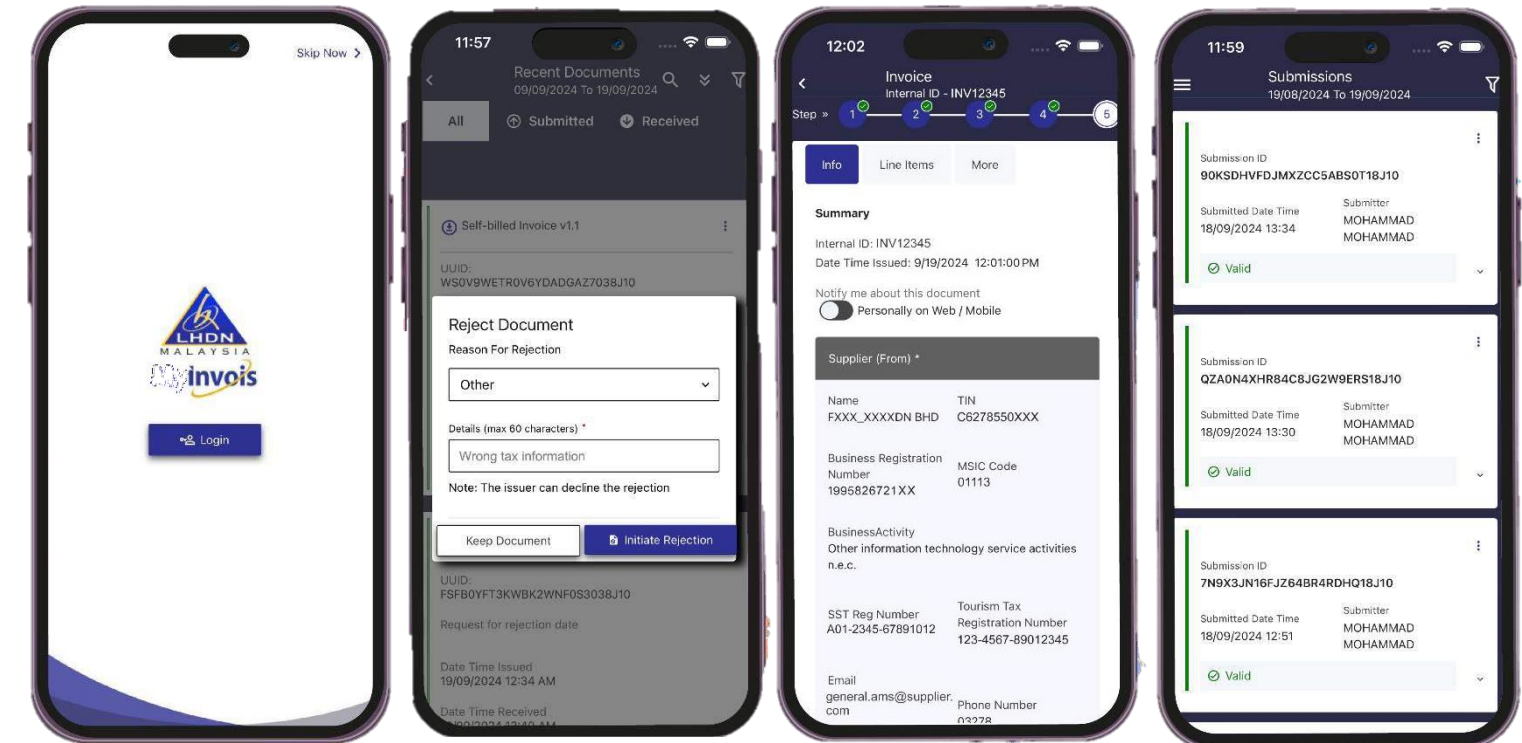 Skip Now >
LHDN
MALAYSIA
Myinvois
Login
11:57
Recent Documents
09/09/2024 To 19/09/2024
All
Submitted
Received
Self-billed Invoice v1.1
UUID:
WS0V9WETR0V6YDADGAZ7038J10
Reject Document
Reason For Rejection
Other
Details (max 60 characters) *
Wrong tax information
Note: The issuer can decline the rejection
Keep Document
Initiate Rejection
UUID:
FSFB0YFT3KWBK2WNF0S3038J10
Request for rejection date
Date Time Issued
19/09/2024 12:34 AM
Date Time Received
12:02
Invoice
Internal ID - INV12345
Step » 1 2 3 4 5
Info Line Items More
Summary
Internal ID: INV12345
Date Time Issued: 9/19/2024 12:01:00 PM
Notify me about this document
Personally on Web / Mobile
Supplier (From) *
Name
FXXX_XXXXDN BHD
TIN
C6278550XXX
Business Registration
Number
1995826721XX
MSIC Code
01113
BusinessActivity
Other information technology service activities
n.e.c.
SST Reg Number
A01-2345-67891012
Tourism Tax
Registration Number
123-4567-89012345
Email
general.ams@supplier.
com
Phone Number
03278
11:59
Submissions
19/08/2024 To 19/09/2024
Submission ID
90KSDHVFDJMXZCC5ABS0T18J10
Submitted Date Time
18/09/2024 13:34
Submitter
MOHAMMAD
MOHAMMAD
Valid
Submission ID
QZA0N4XHR84C8JG2W9ERS18J10
Submitted Date Time
18/09/2024 13:30
Submitter
MOHAMMAD
MOHAMMAD
Valid
Submission ID
7N9X3JN16FJZ64BR4RDHQ18J10
Submitted Date Time
18/09/2024 12:51
Submitter
MOHAMMAD
MOHAMMAD
Valid